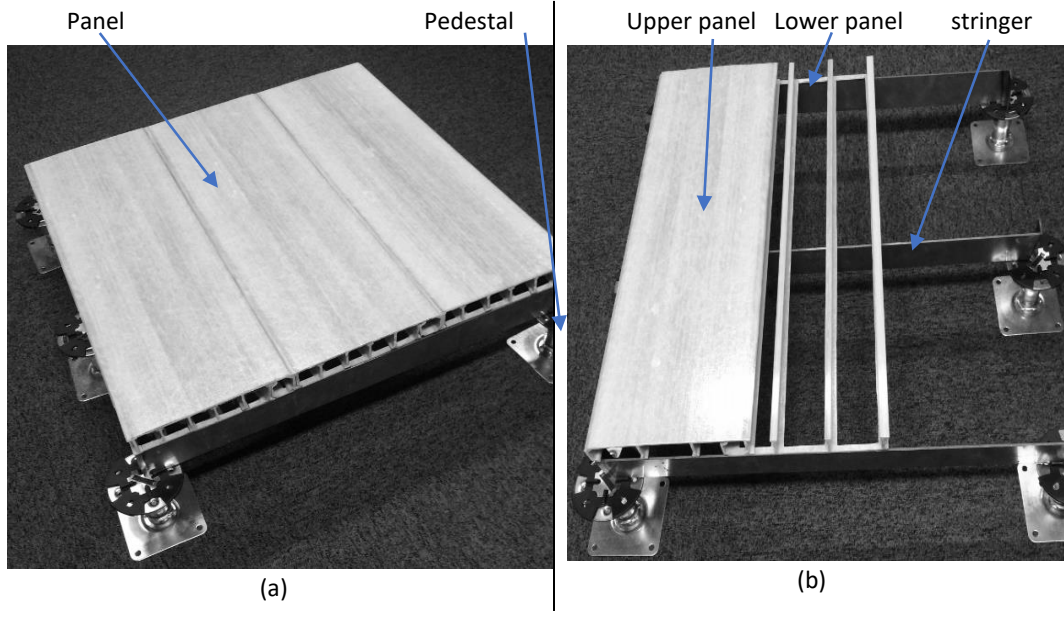 Panel
Pedestal
Upper panel
Lower panel
stringer
(a)
(b)